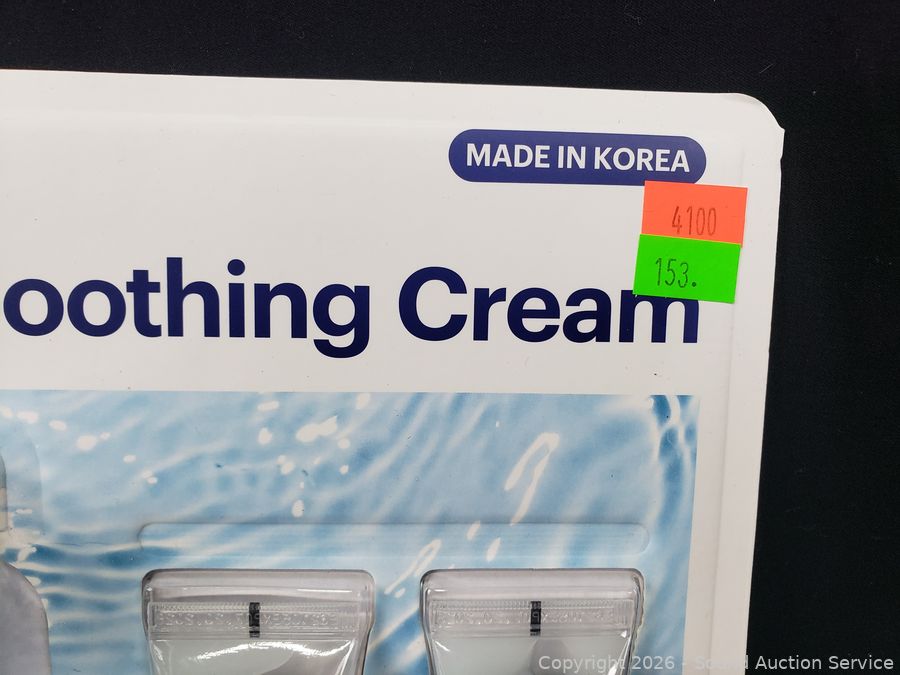 MADE IN KOREA
4100
153.
oothing Cream
Copyright 2026 - Sound Auction Service